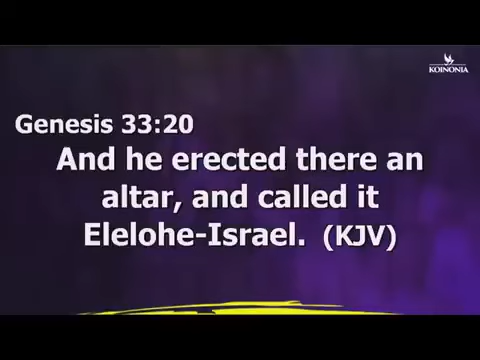 KOINONIA
Genesis 33:20
And he erected there an
altar, and called it
Elelohe-Israel. (KJV)